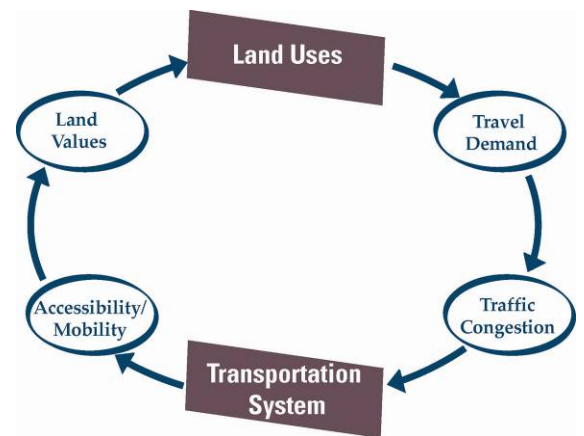 Land Uses
Travel
Demand
Traffic
Congestion
Transportation
System
Accessibility/
Mobility
Land
Values